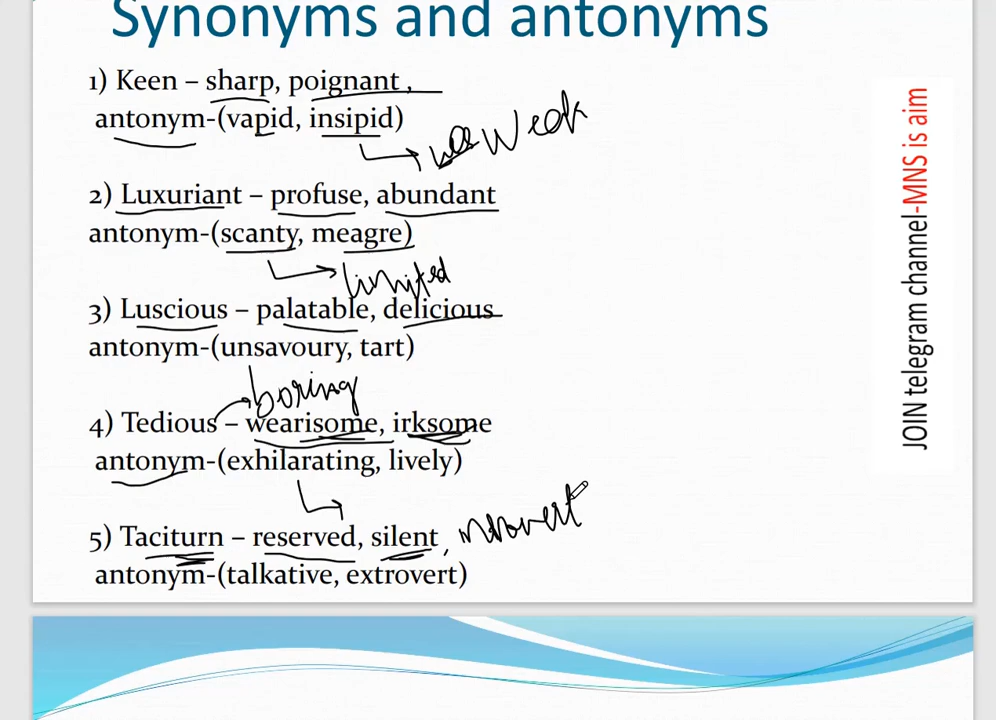 Synonyms and antonyms
1) Keen – sharp, poignant ,
antonym-(vapid, insipid)
Weak
2) Luxuriant – profuse, abundant
antonym-(scanty, meagre)
limited
3) Luscious – palatable, delicious
antonym-(unsavoury, tart)
boring
4) Tedious – wearisome, irksome
antonym-(exhilarating, lively)
5) Taciturn – reserved, silent, introvert
antonym-(talkative, extrovert)
JOIN telegram channel-MNS is aim